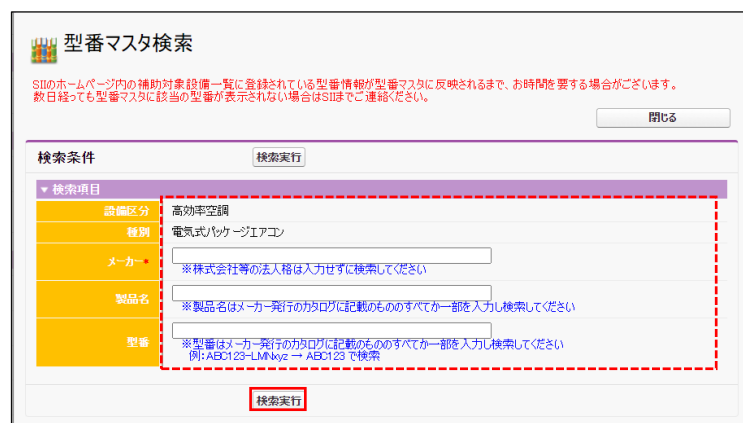 型番マスタ検索
SIIのホームページ内の補助対象設備一覧に登録されている型番情報が型番マスタに反映されるまで、お時間を要する場合がございます。
数日経っても型番マスタに該当の型番が表示されない場合はSIIまでご連絡ください。
閉じる
検索条件 検索実行
▼検索項目
設備区分 高効率空調
種別 電気式パッケージエアコン
メーカー*
※株式会社等の法人格は入力せずに検索してください
製品名
※製品名はメーカー発行のカタログに記載のもののすべてか一部を入力し検索してください
型番
※型番はメーカー発行のカタログに記載のもののすべてか一部を入力し検索してください
例：ABC123-LMNxyz → ABC123 で検索
検索実行